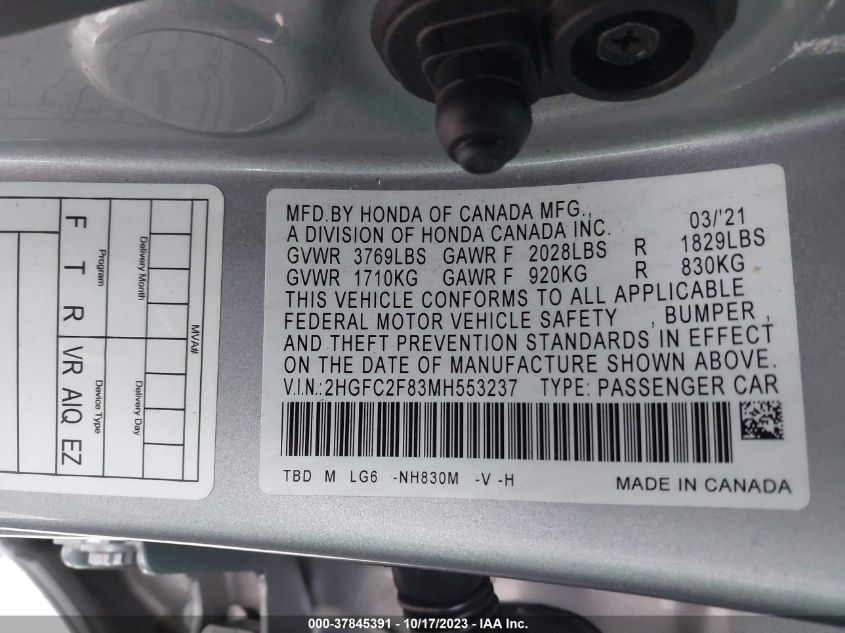 MFD.BY HONDA OF CANADA MFG., 03/'21
A DIVISION OF HONDA CANADA INC.
GVWR 3769LBS GAWR F 2028LBS R 1829LBS
GVWR 1710KG GAWR F 920KG R 830KG
THIS VEHICLE CONFORMS TO ALL APPLICABLE
FEDERAL MOTOR VEHICLE SAFETY , BUMPER ,
AND THEFT PREVENTION STANDARDS IN EFFECT
ON THE DATE OF MANUFACTURE SHOWN ABOVE.
V.I.N.:2HGFC2F83MH553237 TYPE: PASSENGER CAR
TBD M LG6 -NH830M -V -H
MADE IN CANADA
MVA#
Delivery Month
Delivery Day
Program
Device Type
F T R VR AIQ EZ
000-37845391 - 10/17/2023 - IAA Inc.